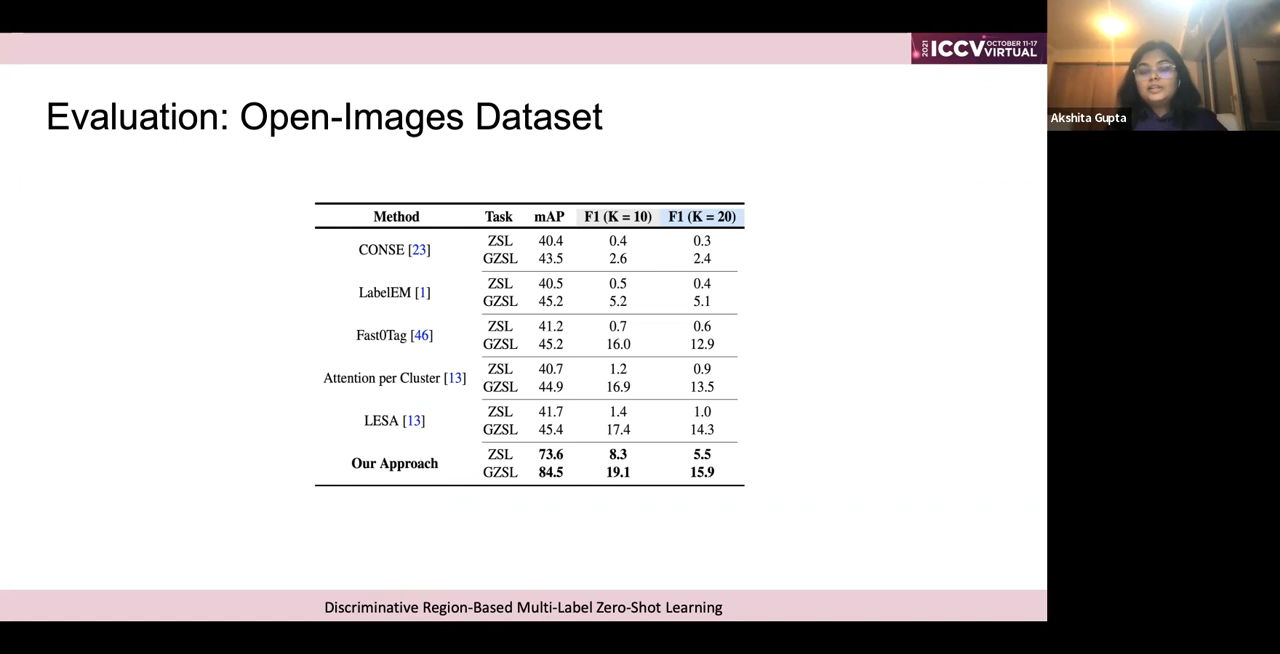 2021 ICCV OCTOBER 11-17 VIRTUAL
Akshita Gupta
Evaluation: Open-Images Dataset
Method Task mAP F1 (K = 10) F1 (K = 20)
CONSE [23]
ZSL 40.4 0.4 0.3
GZSL 43.5 2.6 2.4
LabelEM [1]
ZSL 40.5 0.5 0.4
GZSL 45.2 5.2 5.1
Fast0Tag [46]
ZSL 41.2 0.7 0.6
GZSL 45.2 16.0 12.9
Attention per Cluster [13]
ZSL 40.7 1.2 0.9
GZSL 44.9 16.9 13.5
LESA [13]
ZSL 41.7 1.4 1.0
GZSL 45.4 17.4 14.3
Our Approach
ZSL 73.6 8.3 5.5
GZSL 84.5 19.1 15.9
Discriminative Region-Based Multi-Label Zero-Shot Learning